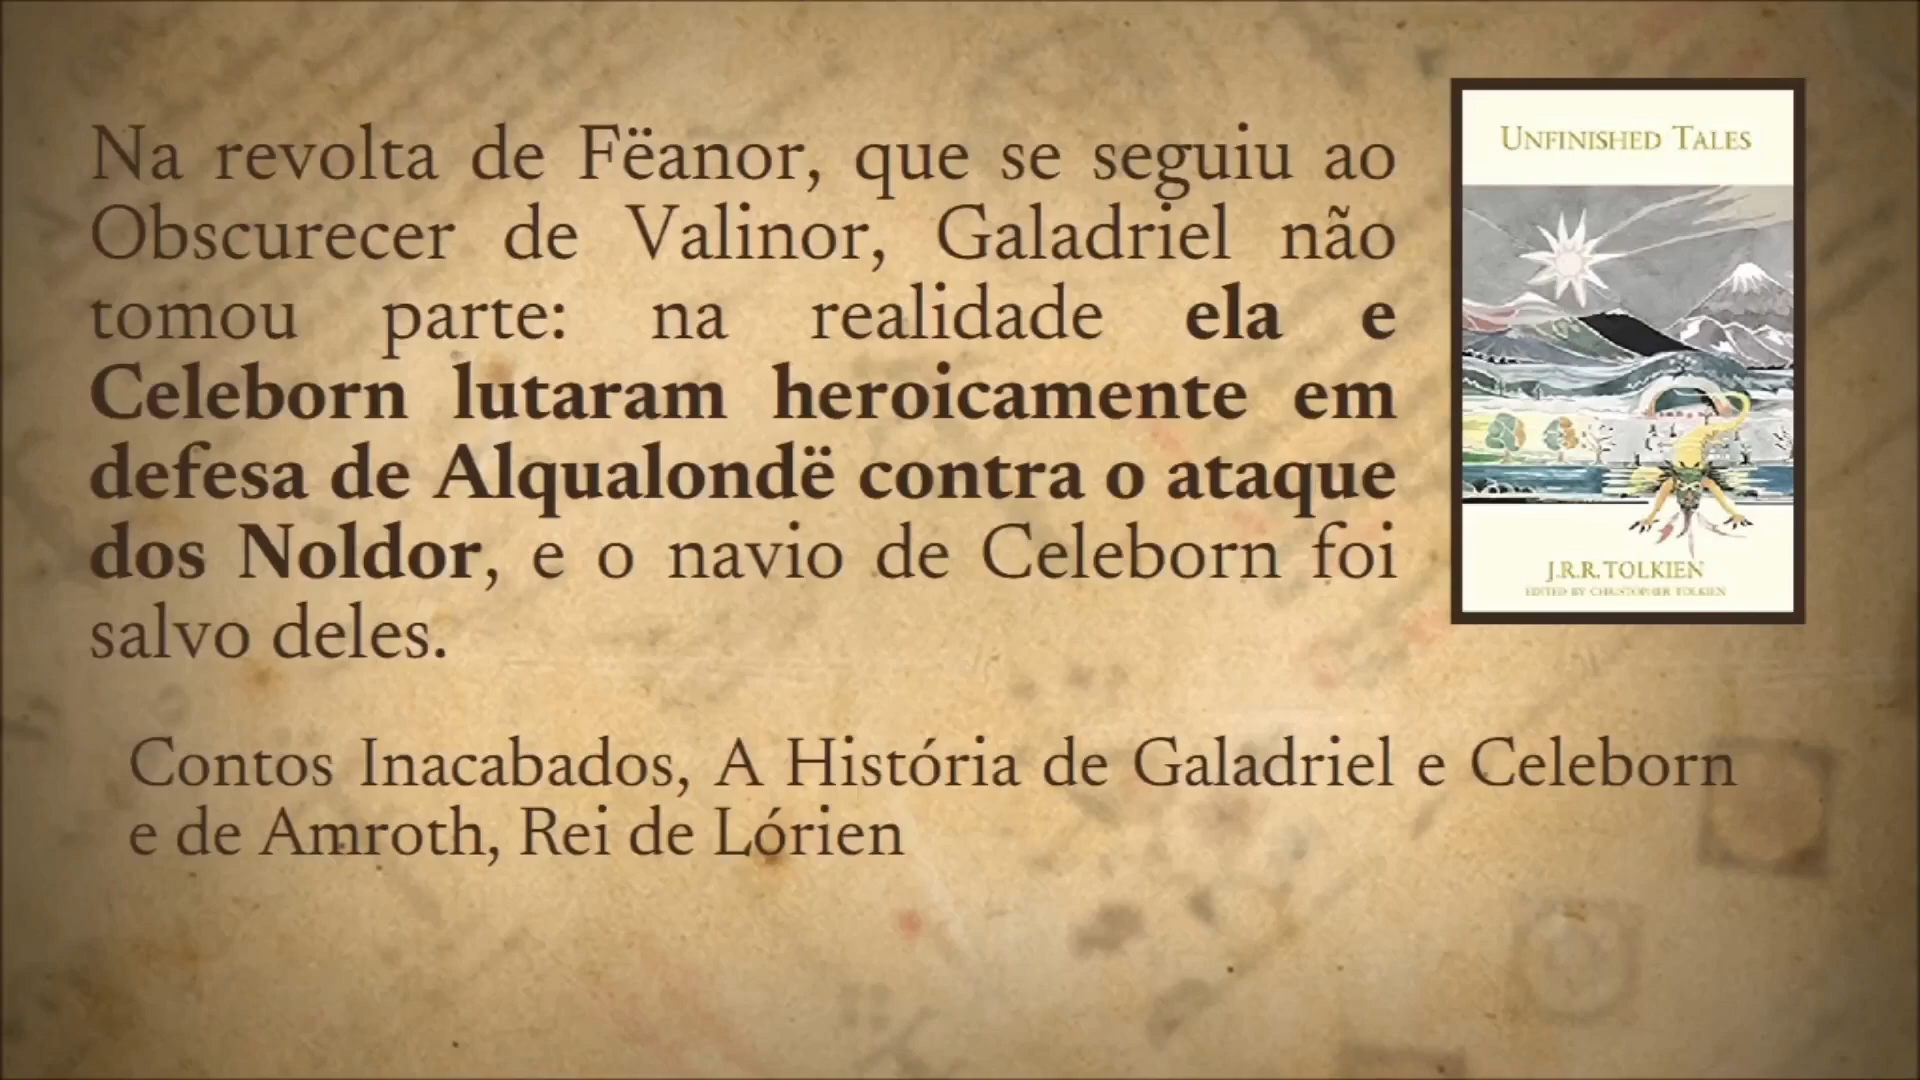 Na revolta de Fëanor, que se seguiu ao
Obscurecer de Valinor, Galadriel não
tomou parte: na realidade ela e
Celeborn lutaram heroicamente em
defesa de Alqualondë contra o ataque
dos Noldor, e o navio de Celeborn foi
salvo deles.
Contos Inacabados, A História de Galadriel e Celeborn
e de Amroth, Rei de Lórien
UNFINISHED TALES
J.R.R. TOLKIEN
EDITED BY CHRISTOPHER TOLKIEN